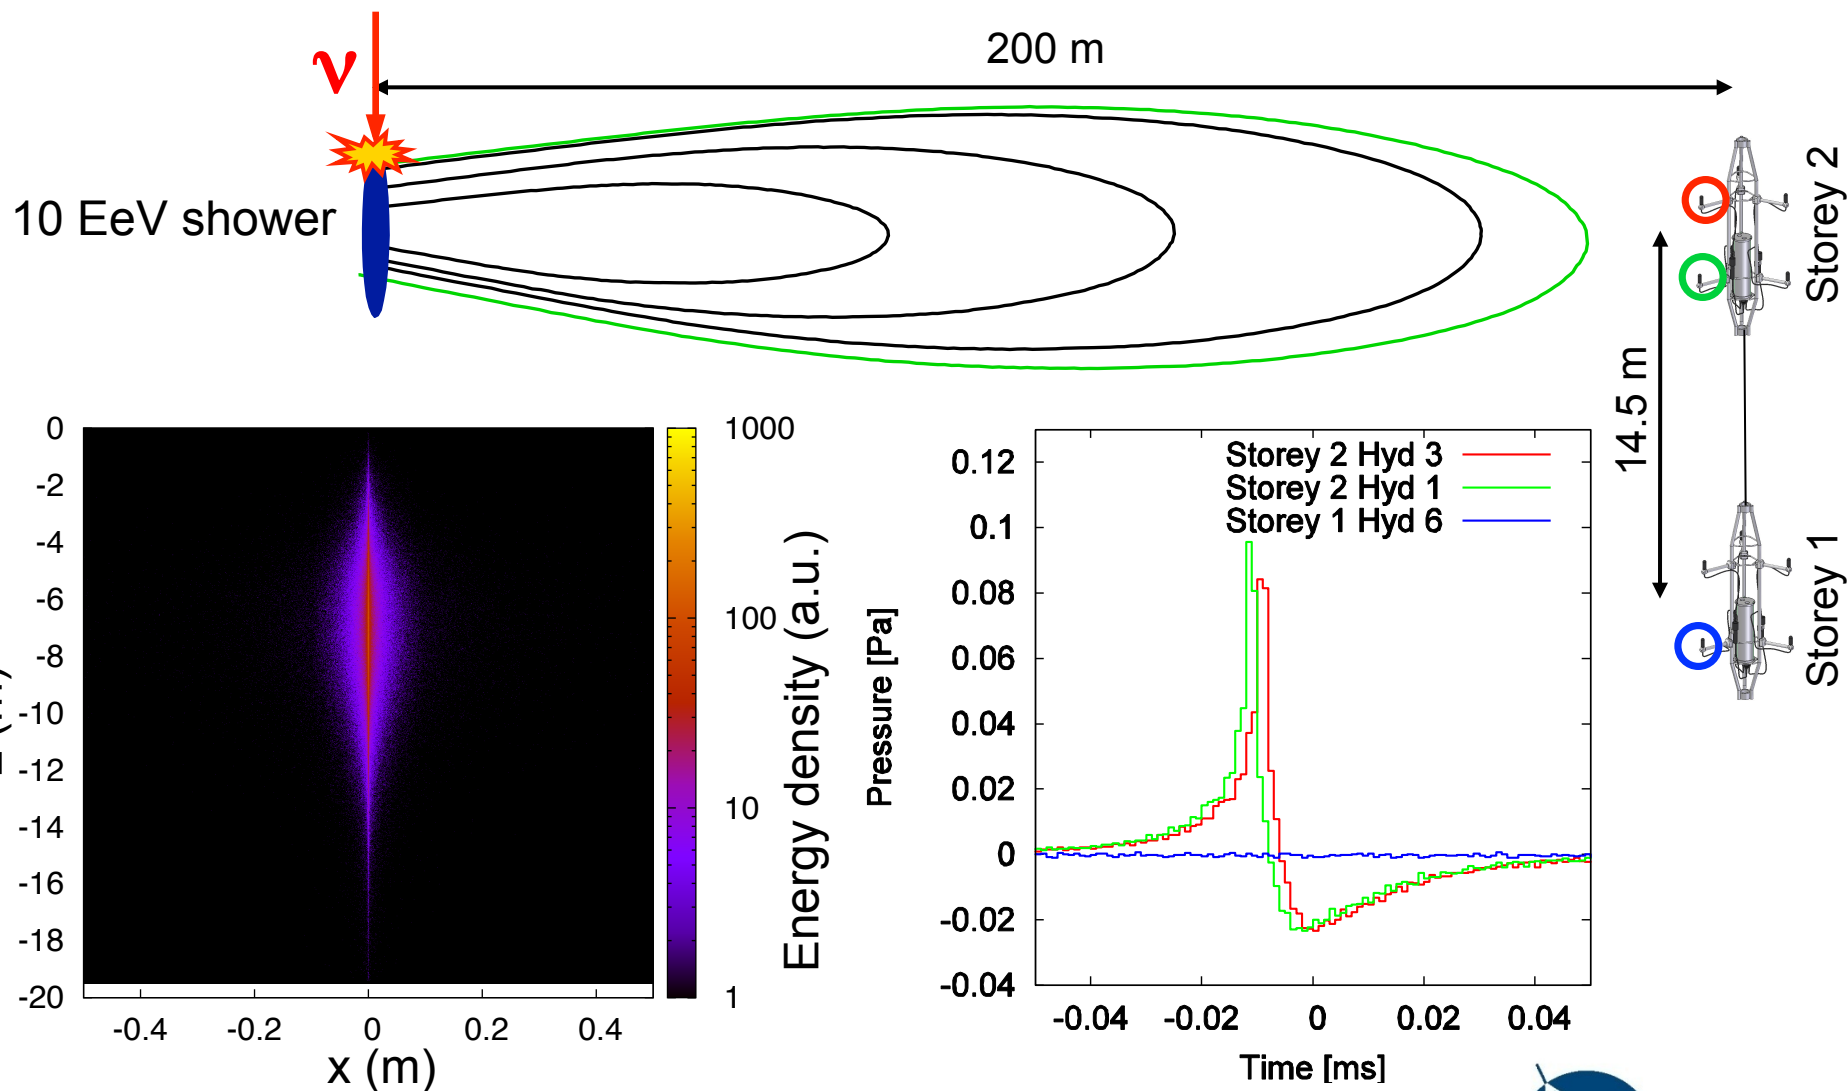 200 m
ν
10 EeV shower
Storey 2
14.5 m
Storey 1
0
-2
-4
-6
-8
-10
-12
-14
-16
-18
-20
-0.4
-0.2
0
0.2
0.4
x (m)
1000
100
10
1
Energy density (a.u.)
Pressure [Pa]
0.12
0.1
0.08
0.06
0.04
0.02
0
-0.02
-0.04
Storey 2 Hyd 3
Storey 2 Hyd 1
Storey 1 Hyd 6
-0.04
-0.02
0
0.02
0.04
Time [ms]